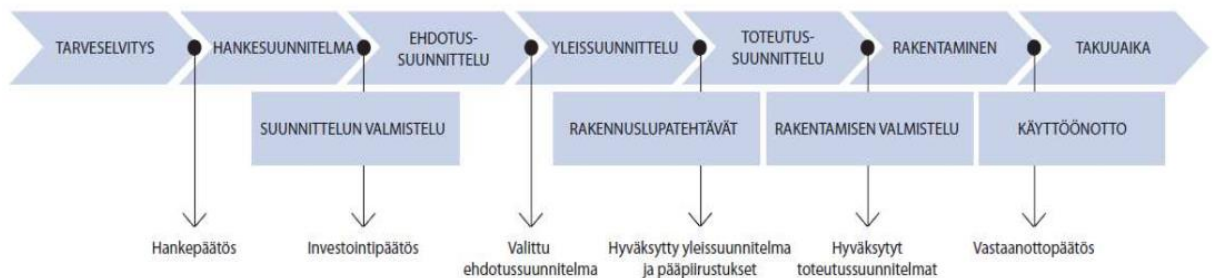 TARVESELVITYS
HANKESUUNNITELMA
EHDOTUS-
SUUNNITTELU
YLEISSUUNNITTELU
TOTEUTUS-
SUUNNITTELU
RAKENTAMINEN
TAKUUAIKA
SUUNNITTELUN VALMISTELU
RAKENNUSLUPATEHTÄVÄT
RAKENTAMISEN VALMISTELU
KÄYTTÖÖNOTTO
Hankepäätös
Investointipäätös
Valittu
ehdotussuunnitelma
Hyväksytty yleissuunnitelma
ja pääpiirustukset
Hyväksytyt
toteutussuunnitelmat
Vastaanottopäätös